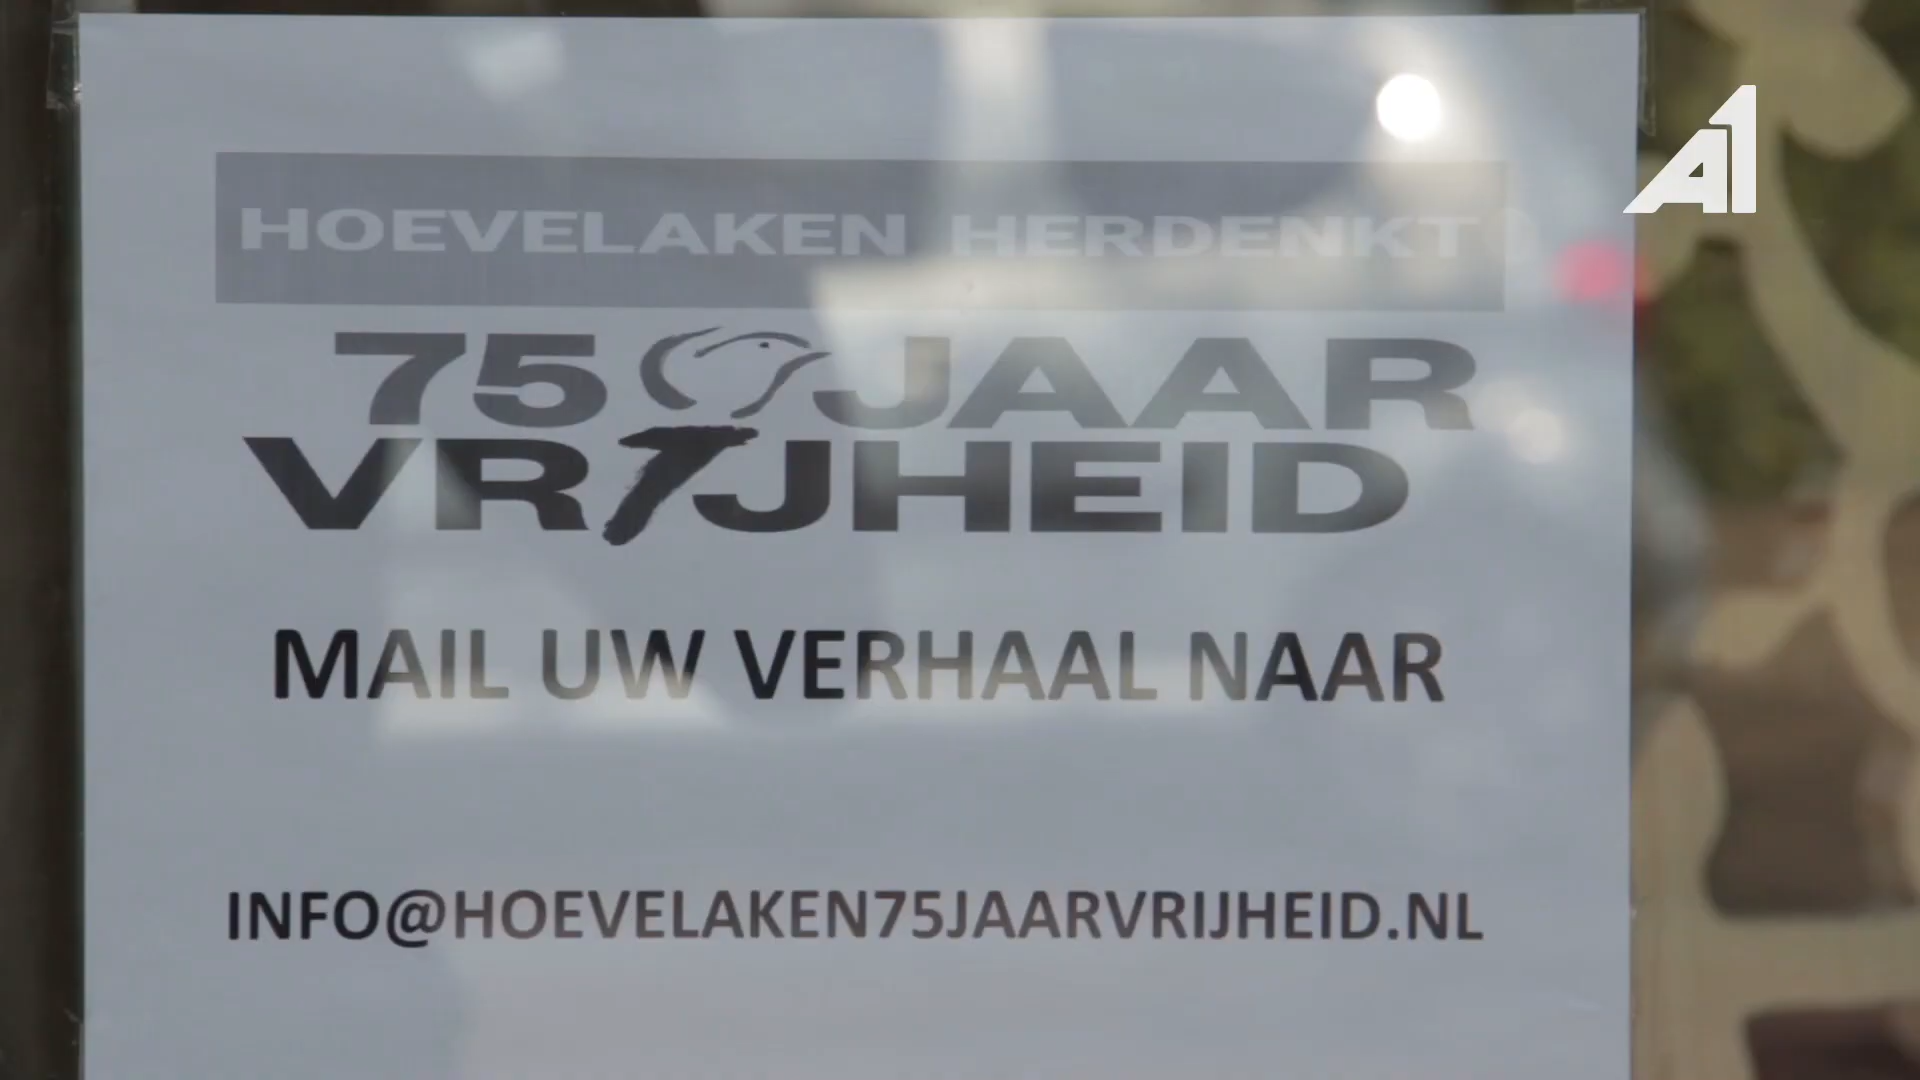 A1
HOEVELAKEN HERDENKT
75 JAAR
VRIJHEID
MAIL UW VERHAAL NAAR
INFO@HOEVELAKEN75JAARVRIJHEID.NL